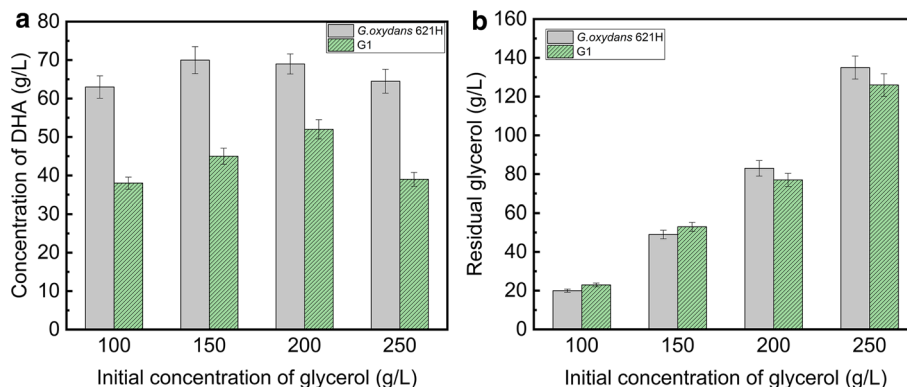 a
Concentration of DHA (g/L)
80
70
60
50
40
30
20
10
0
G.oxydans 621H
G1
100 150 200 250
Initial concentration of glycerol (g/L)
b
Residual glycerol (g/L)
160
140
120
100
80
60
40
20
0
G.oxydans 621H
G1
100 150 200 250
Initial concentration of glycerol (g/L)